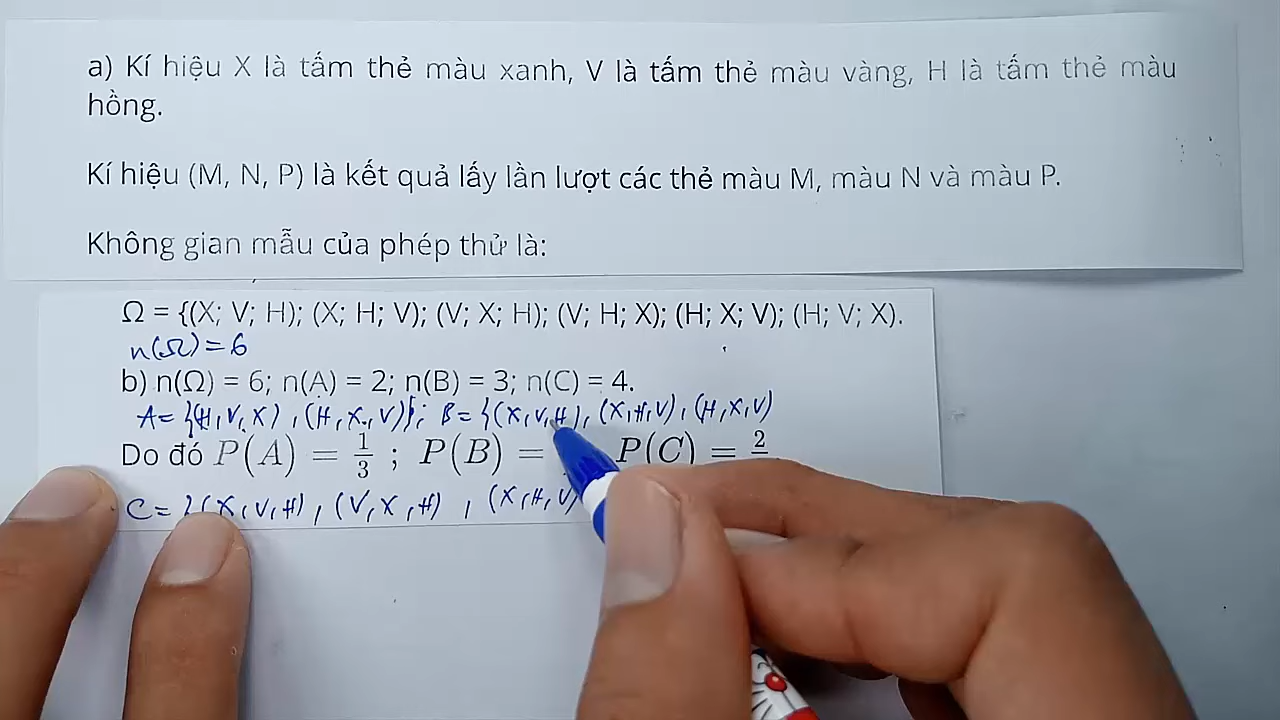 a) Kí hiệu X là tấm thẻ màu xanh, V là tấm thẻ màu vàng, H là tấm thẻ màu
hồng.
Kí hiệu (M, N, P) là kết quả lấy lần lượt các thẻ màu M, màu N và màu P.
Không gian mẫu của phép thử là:
Ω = {(X; V; H); (X; H; V); (V; X; H); (V; H; X); (H; X; V); (H; V; X).
n(Ω) = 6
b) n(Ω) = 6; n(A) = 2; n(B) = 3; n(C) = 4.
A = {(H, V, X) , (H, X, V)}; B = {(X, V, H), (X, H, V), (H, X, V)
Do đó P(A) = 1/3 ; P(B) = P(C) = 2
C = {(X, V, H) , (V, X, H) , (X, H, V)